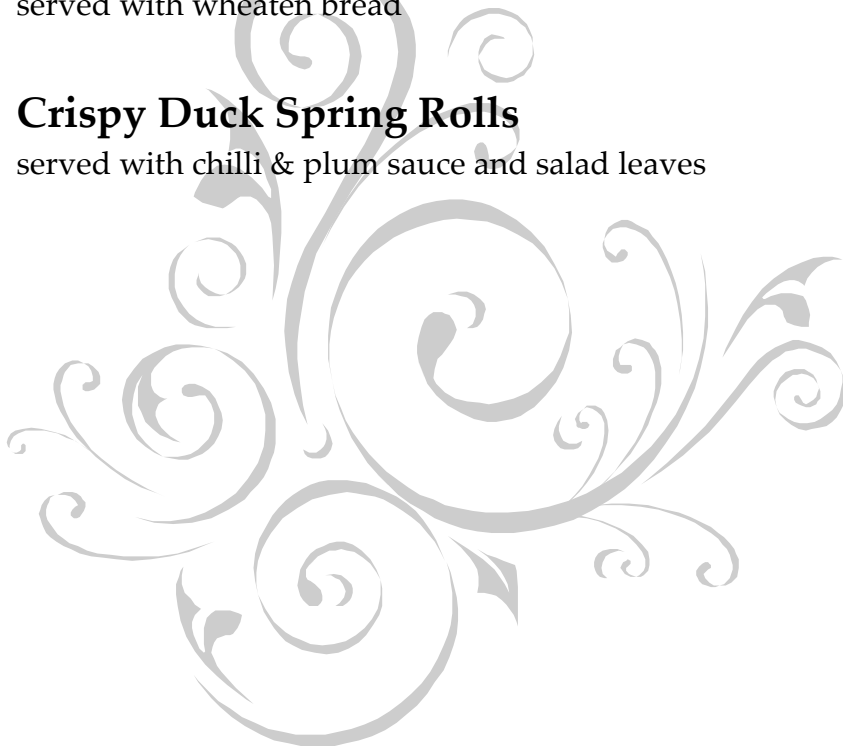 served with wheaten bread
Crispy Duck Spring Rolls
served with chilli & plum sauce and salad leaves